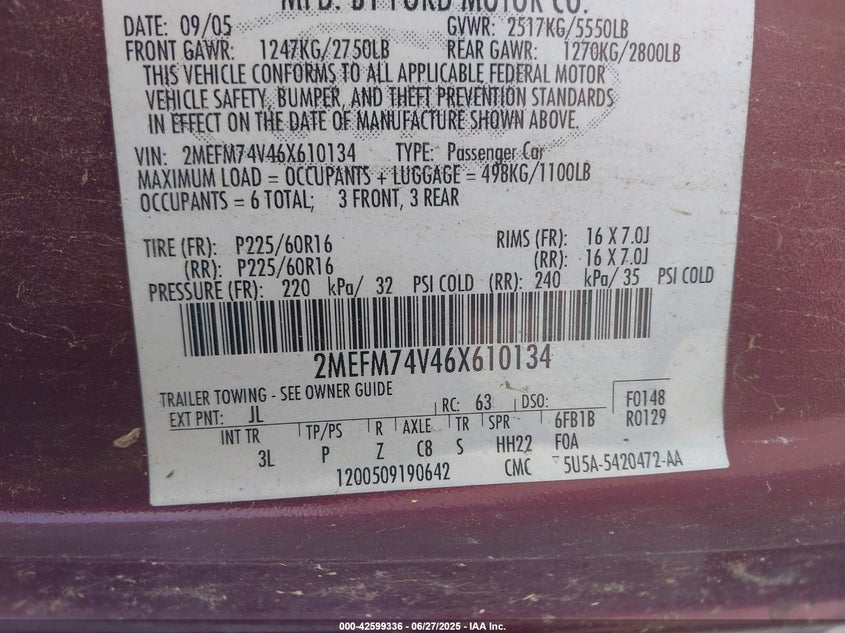 MFD. BY FORD MOTOR CO.
DATE: 09/05 GVWR: 2517KG/5550LB
FRONT GAWR: 1247KG/2750LB REAR GAWR: 1270KG/2800LB
THIS VEHICLE CONFORMS TO ALL APPLICABLE FEDERAL MOTOR
VEHICLE SAFETY, BUMPER, AND THEFT PREVENTION STANDARDS
IN EFFECT ON THE DATE OF MANUFACTURE SHOWN ABOVE.
VIN: 2MEFM74V46X610134 TYPE: Passenger Car
MAXIMUM LOAD = OCCUPANTS + LUGGAGE = 498KG/1100LB
OCCUPANTS = 6 TOTAL; 3 FRONT, 3 REAR
TIRE (FR): P225/60R16 RIMS (FR): 16 X 7.0J
(RR): P225/60R16 (RR): 16 X 7.0J
PRESSURE (FR): 220 kPa/ 32 PSI COLD (RR): 240 kPa/ 35 PSI COLD
2MEFM74V46X610134
TRAILER TOWING - SEE OWNER GUIDE
EXT PNT: JL RC: 63 DSO: F0148
INT TR TP/PS R AXLE TR SPR 6FB1B R0129
3L P Z C8 S HH22 FOA
1200509190642 CMC 5U5A-5420472-AA
000-42599336 - 06/27/2025 - IAA Inc.